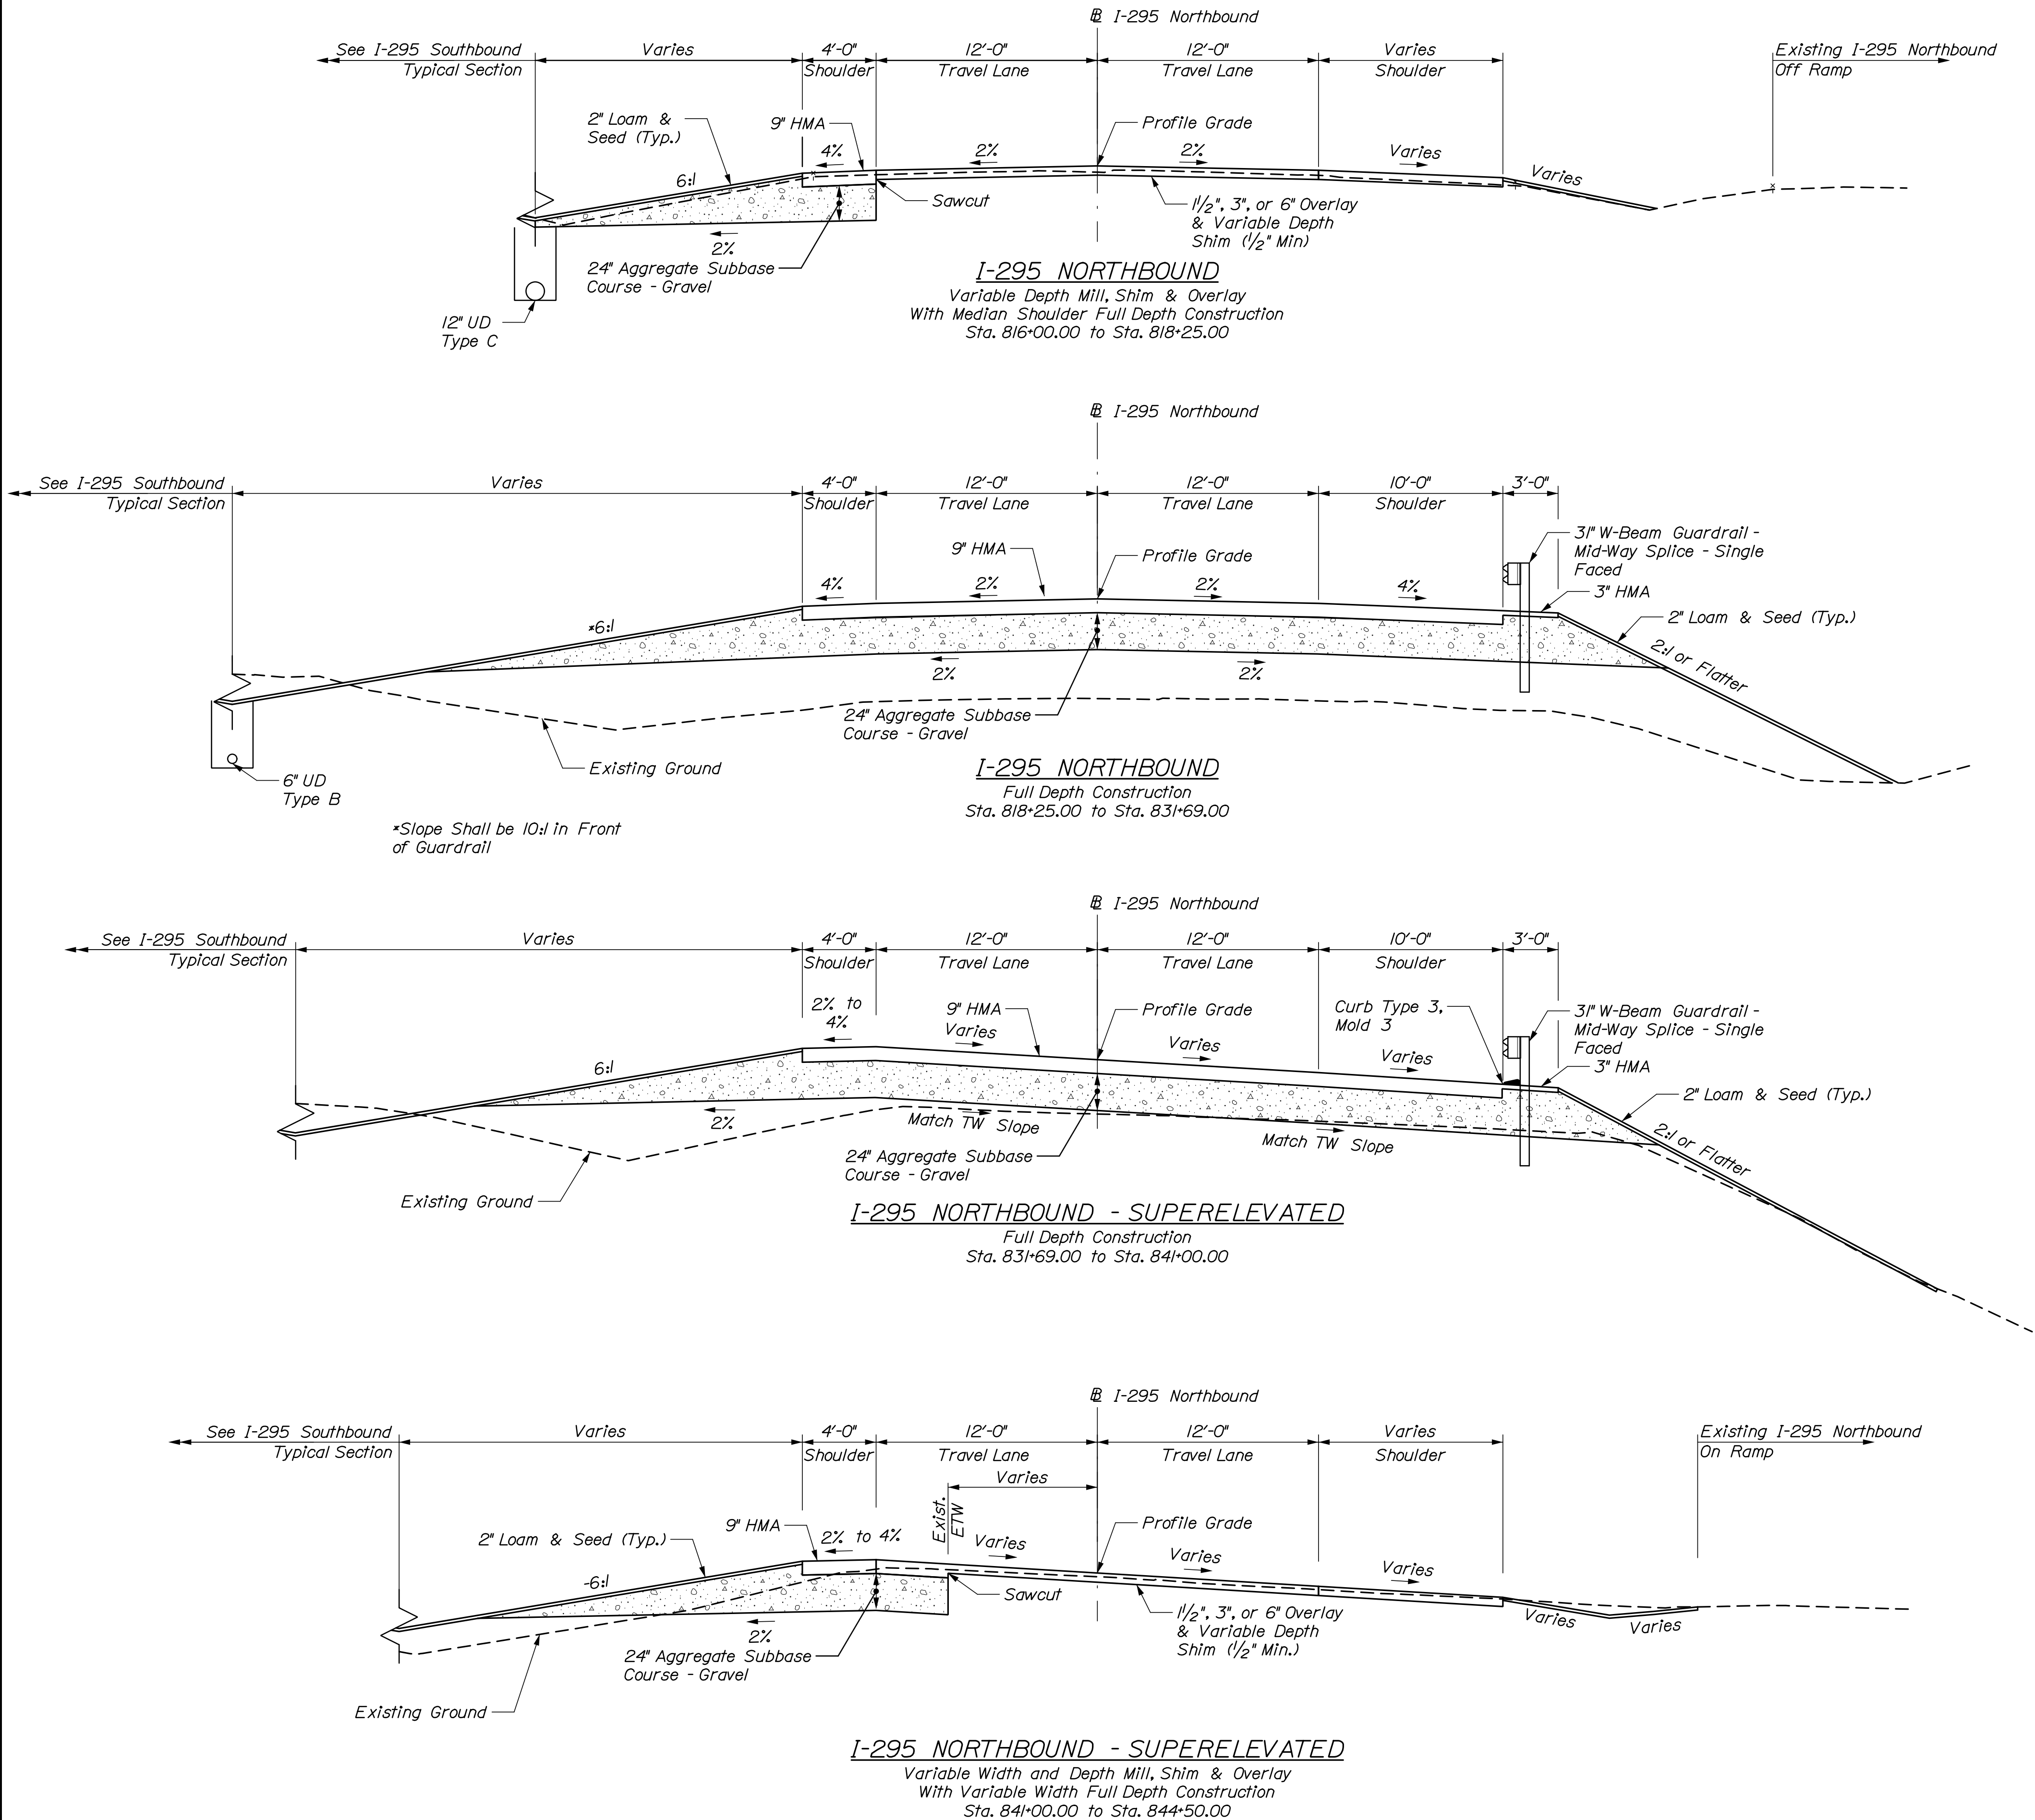 ℄ I-295 Northbound
See I-295 Southbound
Typical Section
Varies
4'-0"
Shoulder
12'-0"
Travel Lane
12'-0"
Travel Lane
Varies
Shoulder
Existing I-295 Northbound
Off Ramp
2" Loam &
Seed (Typ.)
9" HMA
Profile Grade
4%
2%
2%
Varies
Varies
6:1
Sawcut
1 1/2", 3", or 6" Overlay
& Variable Depth
Shim (1/2" Min)
2%
24" Aggregate Subbase
Course - Gravel
12" UD
Type C
I-295 NORTHBOUND
Variable Depth Mill, Shim & Overlay
With Median Shoulder Full Depth Construction
Sta. 816+00.00 to Sta. 818+25.00
℄ I-295 Northbound
See I-295 Southbound
Typical Section
Varies
4'-0"
Shoulder
12'-0"
Travel Lane
12'-0"
Travel Lane
10'-0"
Shoulder
3'-0"
31" W-Beam Guardrail -
Mid-Way Splice - Single
Faced
9" HMA
Profile Grade
4%
2%
2%
4%
3" HMA
2" Loam & Seed (Typ.)
*6:1
2:1 or Flatter
2%
2%
24" Aggregate Subbase
Course - Gravel
Existing Ground
6" UD
Type B
*Slope Shall be 10:1 in Front
of Guardrail
I-295 NORTHBOUND
Full Depth Construction
Sta. 818+25.00 to Sta. 831+69.00
℄ I-295 Northbound
See I-295 Southbound
Typical Section
Varies
4'-0"
Shoulder
12'-0"
Travel Lane
12'-0"
Travel Lane
10'-0"
Shoulder
3'-0"
2% to
4%
9" HMA
Varies
Profile Grade
Varies
Curb Type 3,
Mold 3
Varies
31" W-Beam Guardrail -
Mid-Way Splice - Single
Faced
3" HMA
2" Loam & Seed (Typ.)
6:1
2:1 or Flatter
2%
Match TW Slope
Match TW Slope
24" Aggregate Subbase
Course - Gravel
Existing Ground
I-295 NORTHBOUND - SUPERELEVATED
Full Depth Construction
Sta. 831+69.00 to Sta. 841+00.00
℄ I-295 Northbound
See I-295 Southbound
Typical Section
Varies
4'-0"
Shoulder
12'-0"
Travel Lane
12'-0"
Travel Lane
Varies
Shoulder
Existing I-295 Northbound
On Ramp
Varies
Exist.
ETW
2" Loam & Seed (Typ.)
9" HMA
2% to 4%
Varies
Profile Grade
Varies
Varies
-6:1
Sawcut
1 1/2", 3", or 6" Overlay
& Variable Depth
Shim (1/2" Min.)
Varies
Varies
2%
24" Aggregate Subbase
Course - Gravel
Existing Ground
I-295 NORTHBOUND - SUPERELEVATED
Variable Width and Depth Mill, Shim & Overlay
With Variable Width Full Depth Construction
Sta. 841+00.00 to Sta. 844+50.00